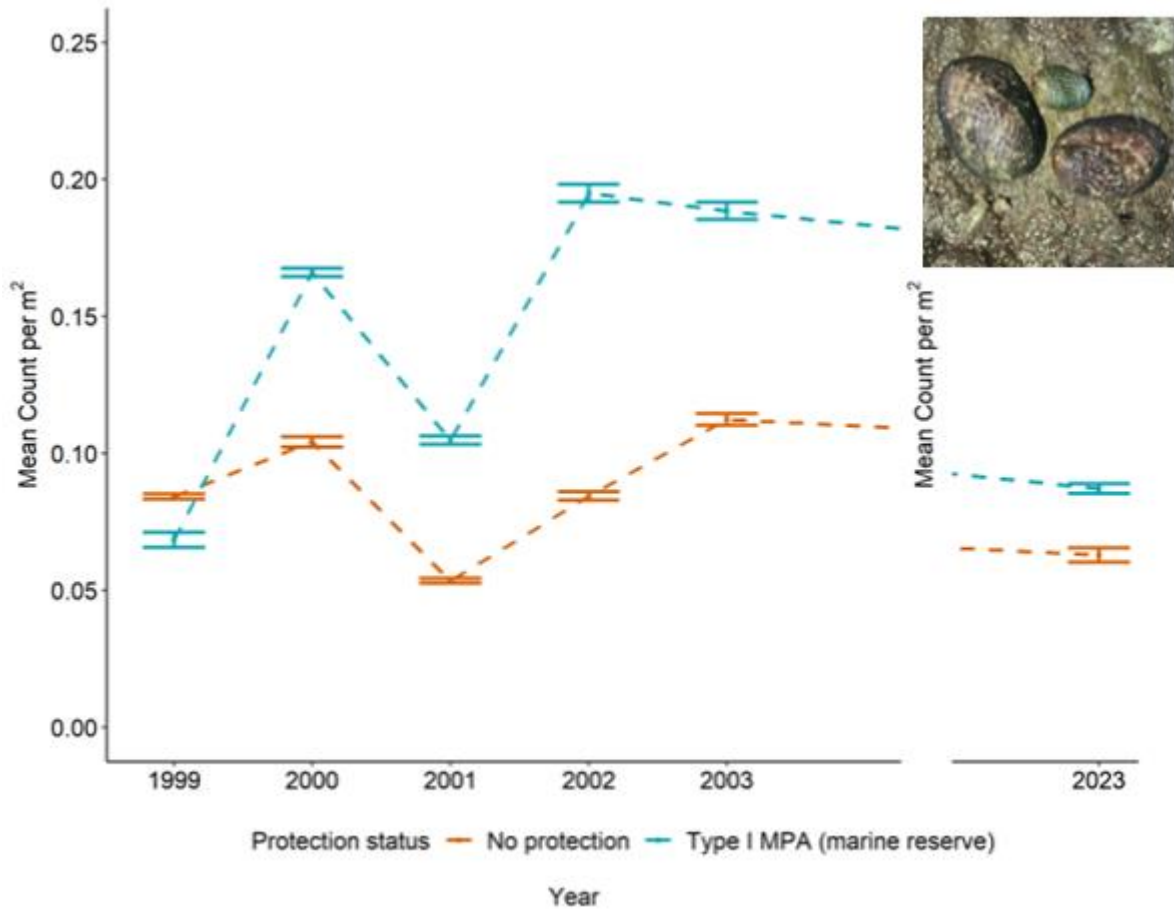 0.25
0.20
0.15
0.10
0.05
0.00
Mean Count per m²
Mean Count per m²
1999 2000 2001 2002 2003 2023
Protection status No protection Type I MPA (marine reserve)
Year